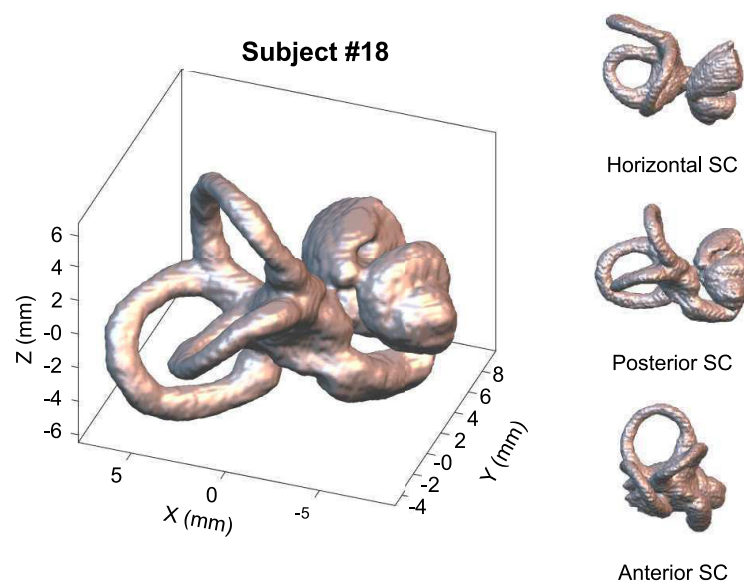 Subject #18
6
4
2
-0
-2
-4
-6
Z (mm)
5
0
-5
X (mm)
8
6
4
2
-0
-2
-4
Y (mm)
Horizontal SC
Posterior SC
Anterior SC